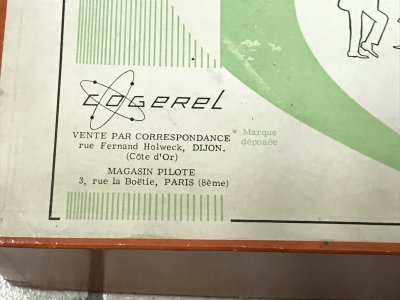 COGEREL
VENTE PAR CORRESPONDANCE
rue Fernand Holweck, DIJON.
(Côte d'Or)
MAGASIN PILOTE
3, rue la Boëtie, PARIS (8ème)
* Marque
déposée